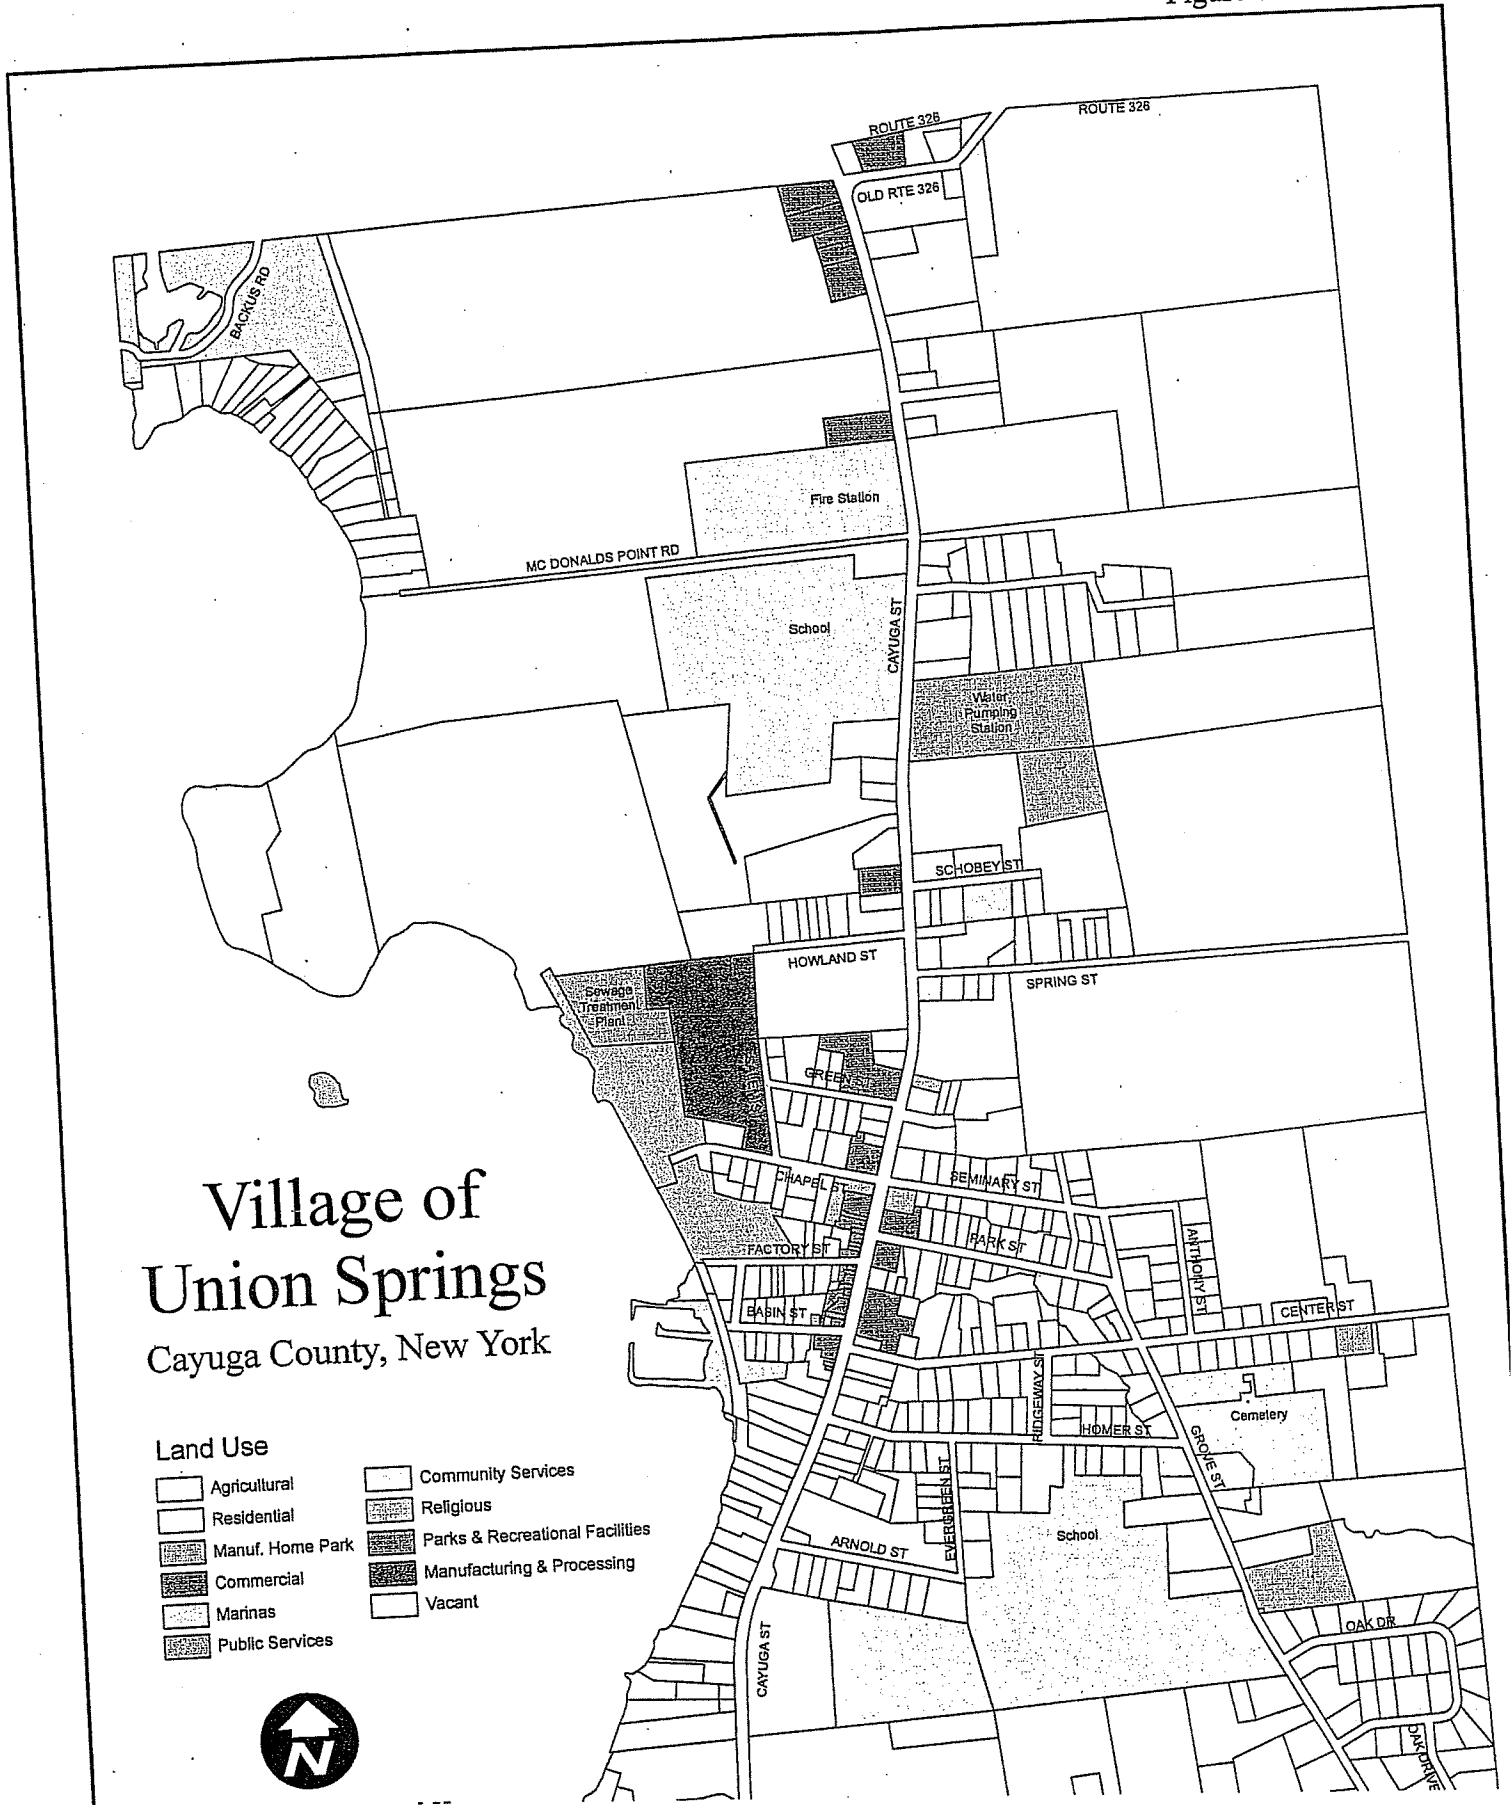 ROUTE 326
ROUTE 326
OLD RTE 326
BACKUS RD
Fire Station
MC DONALDS POINT RD
School
CAYUGA ST
Water
Pumping
Station
SCHOBEY ST
HOWLAND ST
SPRING ST
Sewage
Treatment
Plant
GREEN
CHAPEL ST
SEMINARY ST
PARK ST
FACTORY ST
ANTHONY ST
BASIN ST
CENTER ST
RIDGEWAY ST
Cemetery
HOMER ST
GROVE ST
EVERGREEN ST
School
ARNOLD ST
OAK DR
CAYUGA ST
OAK DRIVE
Village of
Union Springs
Cayuga County, New York
Land Use
Agricultural
Residential
Manuf. Home Park
Commercial
Marinas
Public Services
Community Services
Religious
Parks & Recreational Facilities
Manufacturing & Processing
Vacant
N